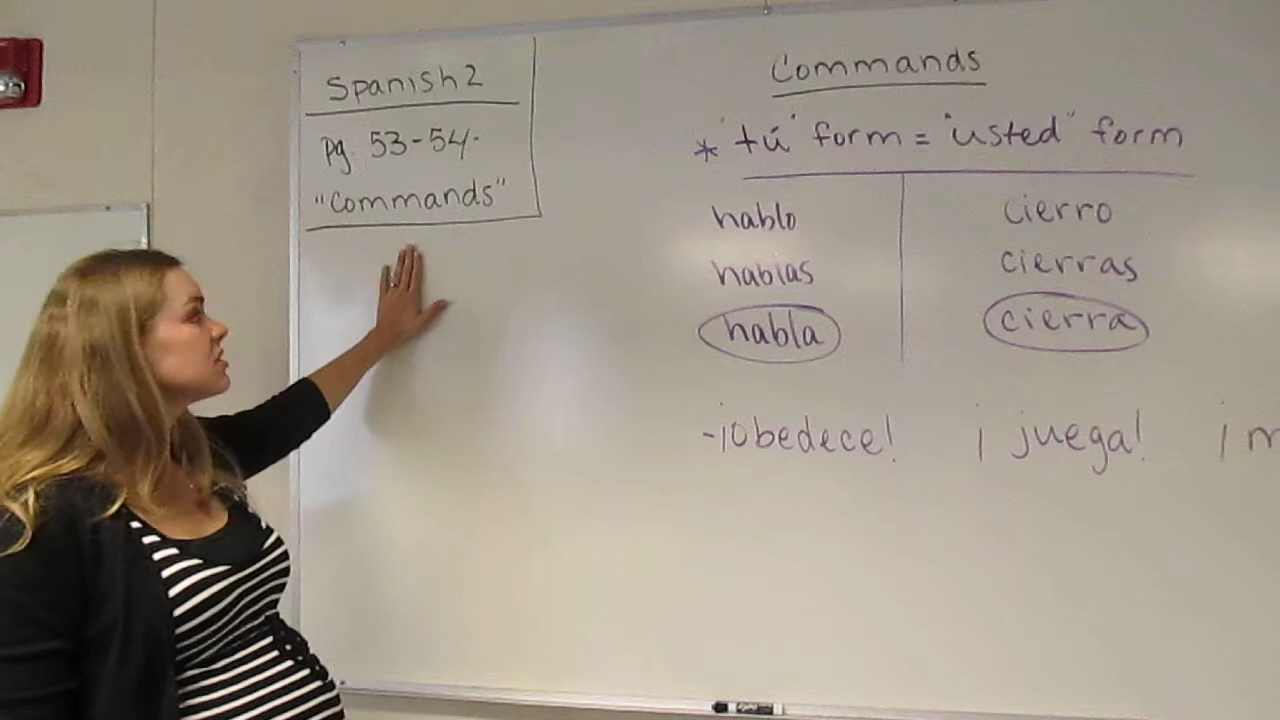 Spanish 2
pg. 53-54.
"Commands"
Commands
* "tú" form = "usted" form
hablo
hablas
habla
cierro
cierras
cierra
-¡Obedece! ¡juega! ¡m